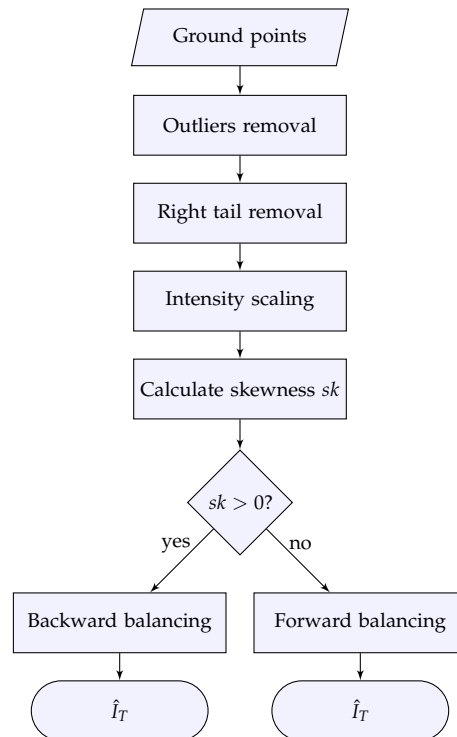 Ground points
Outliers removal
Right tail removal
Intensity scaling
Calculate skewness sk
sk > 0?
yes
no
Backward balancing
Forward balancing
Î_T
Î_T